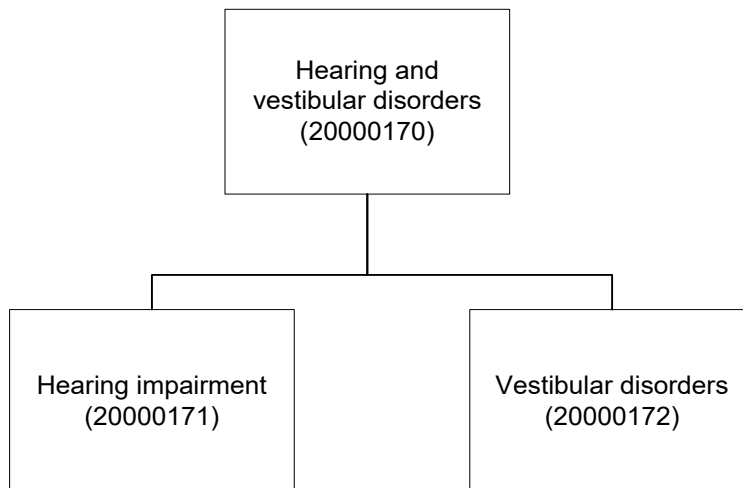 Hearing and
vestibular disorders
(20000170)
Hearing impairment
(20000171)
Vestibular disorders
(20000172)